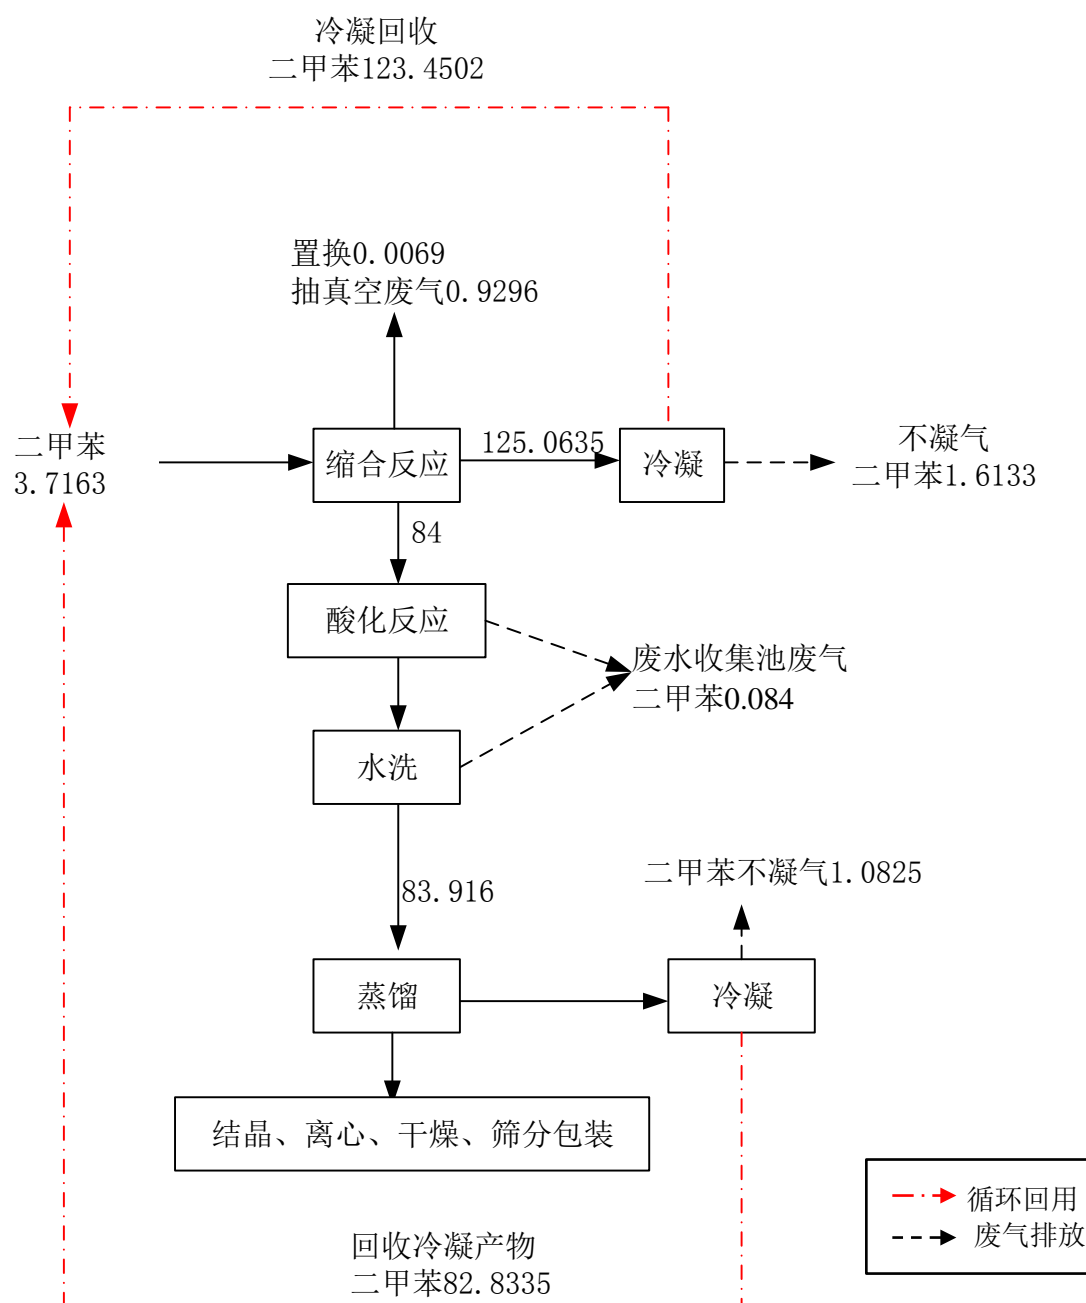 冷凝回收
二甲苯123.4502
置换0.0069
抽真空废气0.9296
二甲苯
3.7163
缩合反应
125.0635
冷凝
不凝气
二甲苯1.6133
84
酸化反应
废水收集池废气
二甲苯0.084
水洗
二甲苯不凝气1.0825
83.916
蒸馏
冷凝
结晶、离心、干燥、筛分包装
循环回用
废气排放
回收冷凝产物
二甲苯82.8335